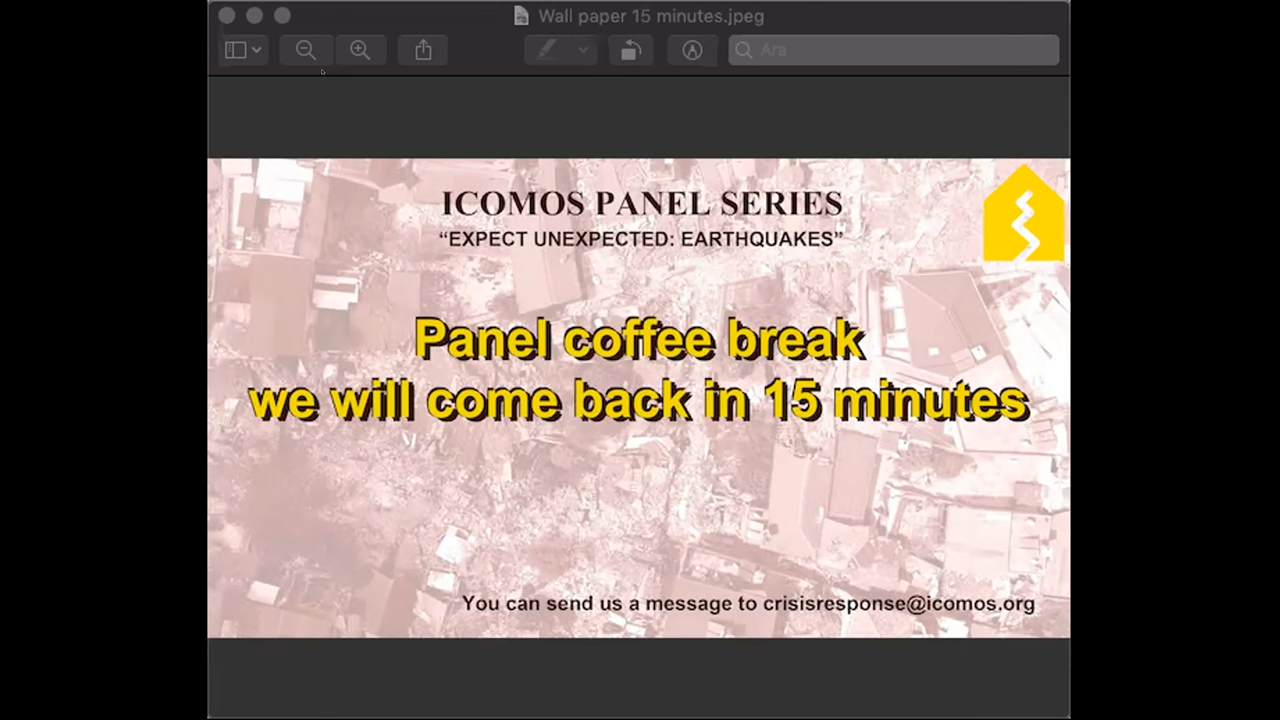 Wall paper 15 minutes.jpeg
Ara
ICOMOS PANEL SERIES
“EXPECT UNEXPECTED: EARTHQUAKES”
Panel coffee break
we will come back in 15 minutes
You can send us a message to crisisresponse@icomos.org